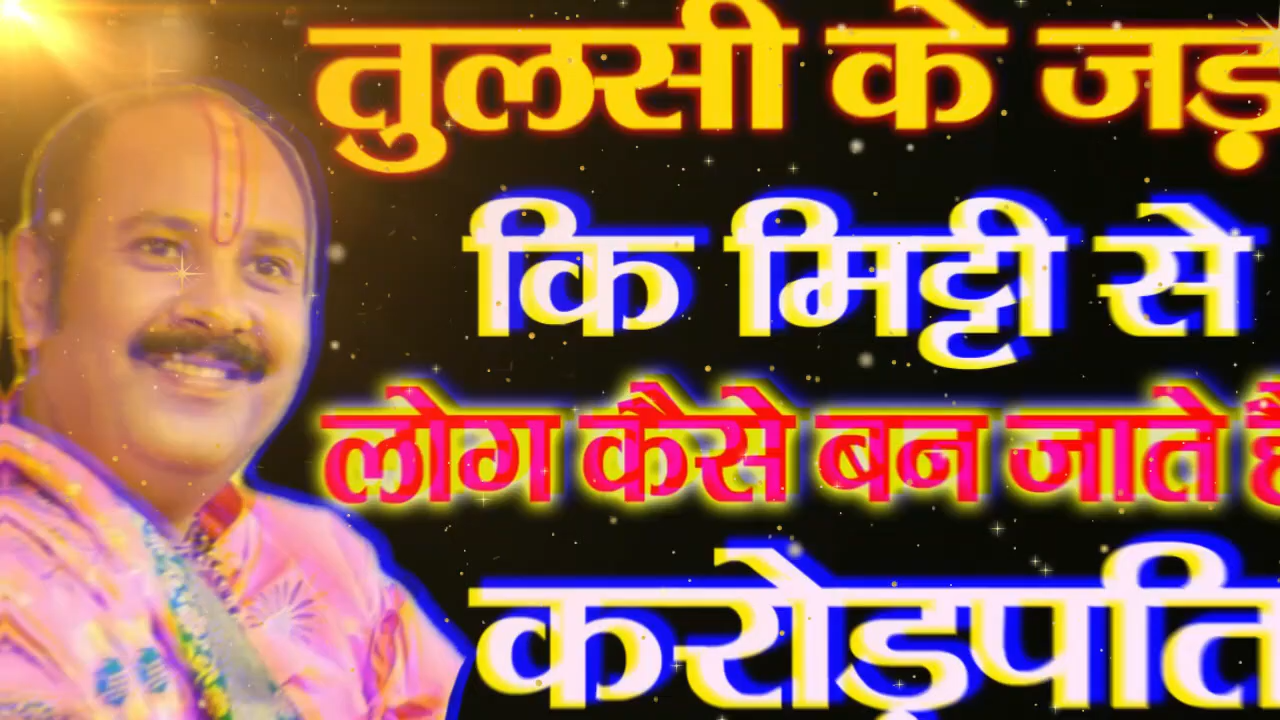 तुलसी के जड़
कि मिट्टी से
लोग कैसे बन जाते है
करोड़पति